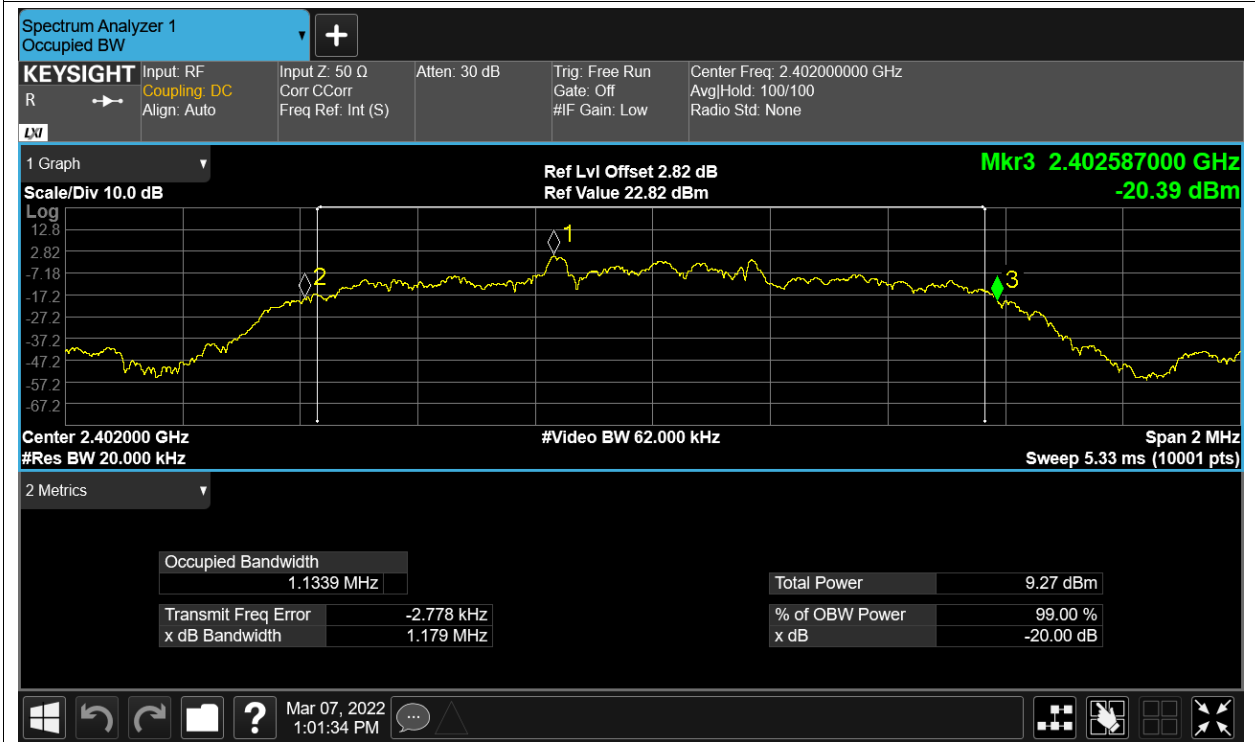 Spectrum Analyzer 1
Occupied BW
KEYSIGHT
R
LXI
Input: RF
Coupling: DC
Align: Auto
Input Z: 50 Ω
Corr CCorr
Freq Ref: Int (S)
Atten: 30 dB
Trig: Free Run
Gate: Off
#IF Gain: Low
Center Freq: 2.402000000 GHz
Avg|Hold: 100/100
Radio Std: None
1 Graph
Scale/Div 10.0 dB
Ref Lvl Offset 2.82 dB
Ref Value 22.82 dBm
Mkr3 2.402587000 GHz
-20.39 dBm
Log
12.8
2.82
-7.18
-17.2
-27.2
-37.2
-47.2
-57.2
-67.2
1
2
3
Center 2.402000 GHz
#Video BW 62.000 kHz
Span 2 MHz
#Res BW 20.000 kHz
Sweep 5.33 ms (10001 pts)
2 Metrics
Occupied Bandwidth
1.1339 MHz
Transmit Freq Error -2.778 kHz
x dB Bandwidth 1.179 MHz
Total Power 9.27 dBm
% of OBW Power 99.00 %
x dB -20.00 dB
?
Mar 07, 2022
1:01:34 PM